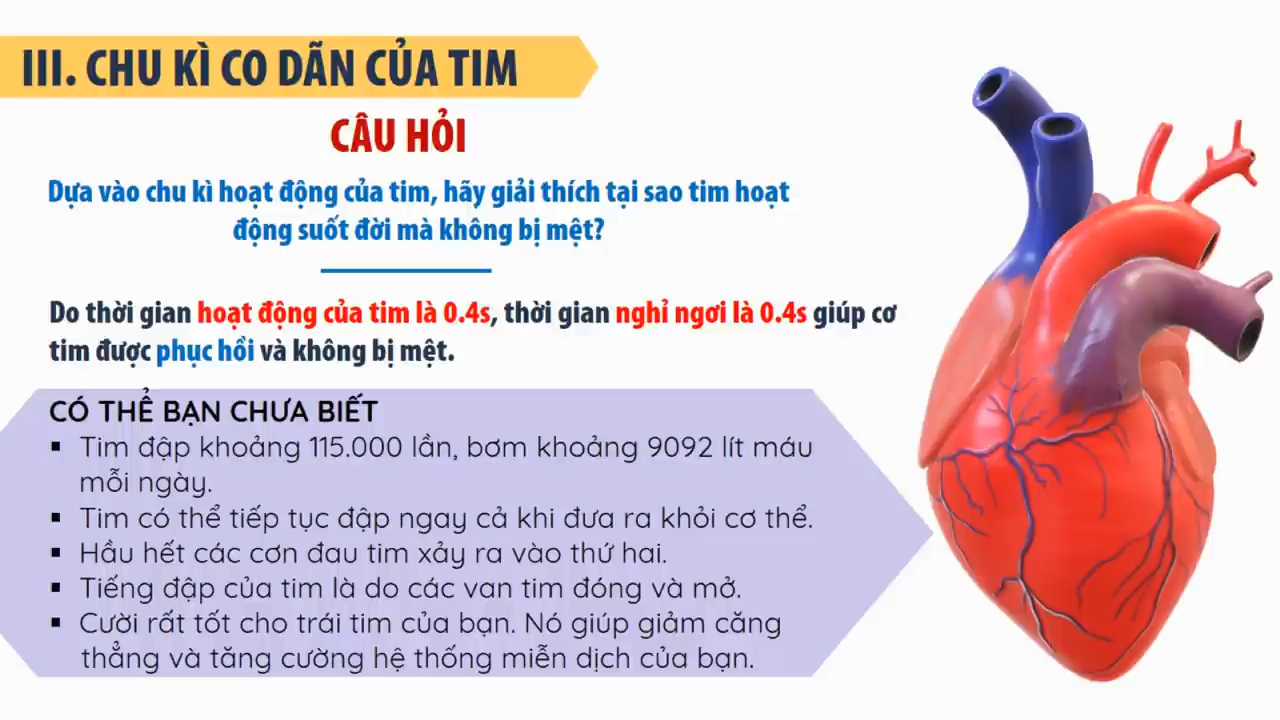 III. CHU KÌ CO DÃN CỦA TIM
CÂU HỎI
Dựa vào chu kì hoạt động của tim, hãy giải thích tại sao tim hoạt
động suốt đời mà không bị mệt?
Do thời gian hoạt động của tim là 0.4s, thời gian nghỉ ngơi là 0.4s giúp cơ
tim được phục hồi và không bị mệt.
CÓ THỂ BẠN CHƯA BIẾT
▪ Tim đập khoảng 115.000 lần, bơm khoảng 9092 lít máu
mỗi ngày.
▪ Tim có thể tiếp tục đập ngay cả khi đưa ra khỏi cơ thể.
▪ Hầu hết các cơn đau tim xảy ra vào thứ hai.
▪ Tiếng đập của tim là do các van tim đóng và mở.
▪ Cười rất tốt cho trái tim của bạn. Nó giúp giảm căng
thẳng và tăng cường hệ thống miễn dịch của bạn.